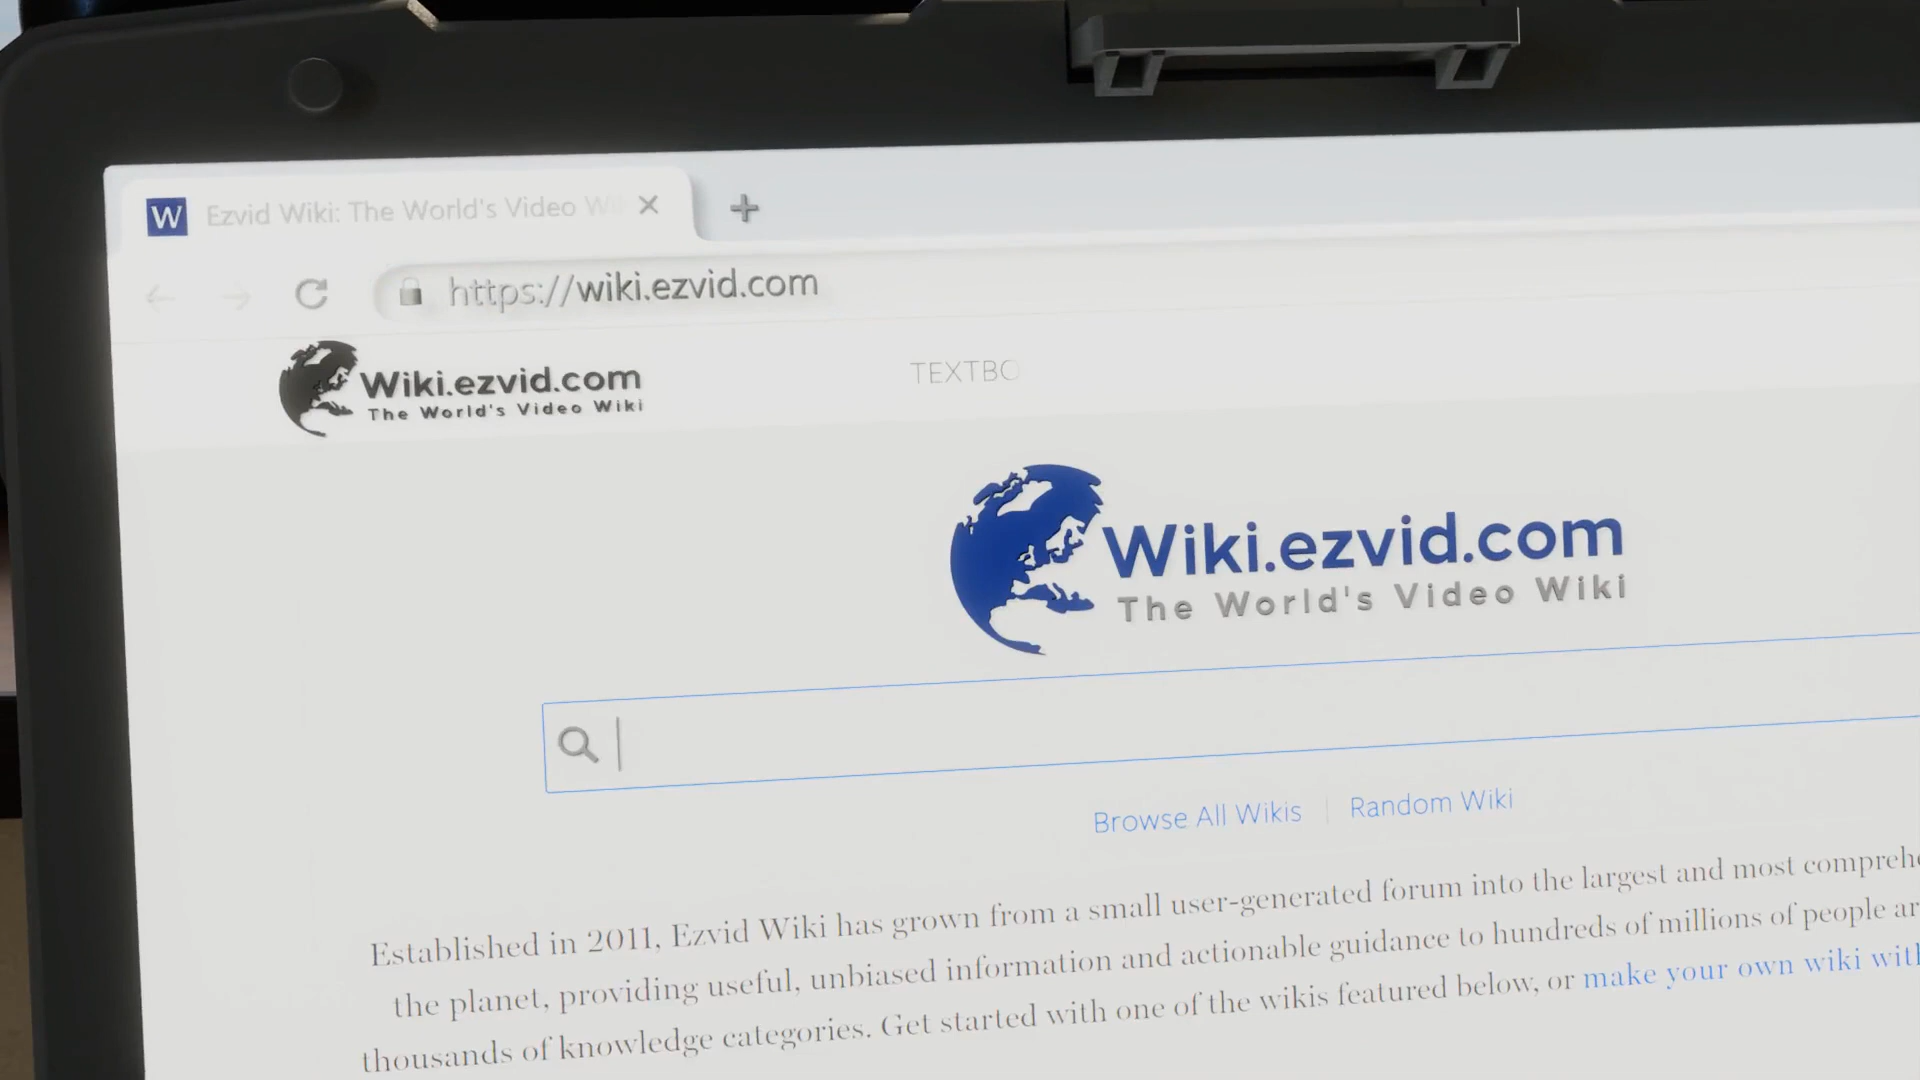 W Ezvid Wiki: The World's Video
https://wiki.ezvid.com
Wiki.ezvid.com
The World's Video Wiki
TEXTBO
Wiki.ezvid.com
The World's Video Wiki
Browse All Wikis | Random Wiki
Established in 2011, Ezvid Wiki has grown from a small user-generated forum into the largest and most
the planet, providing useful, unbiased information and actionable guidance to hundreds of millions of people
thousands of knowledge categories. Get started with one of the wikis featured below, or make your own wiki